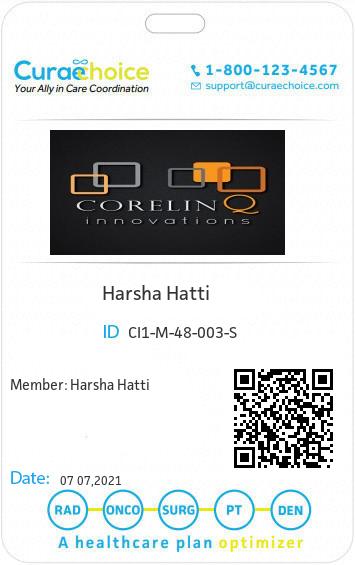 Curaechoice
Your Ally in Care Coordination
1-800-123-4567
support@curaechoice.com
CORELINQ
innovations
Harsha Hatti
ID CI1-M-48-003-S
Member: Harsha Hatti
Date: 07 07,2021
RAD ONCO SURG PT DEN
A healthcare plan optimizer